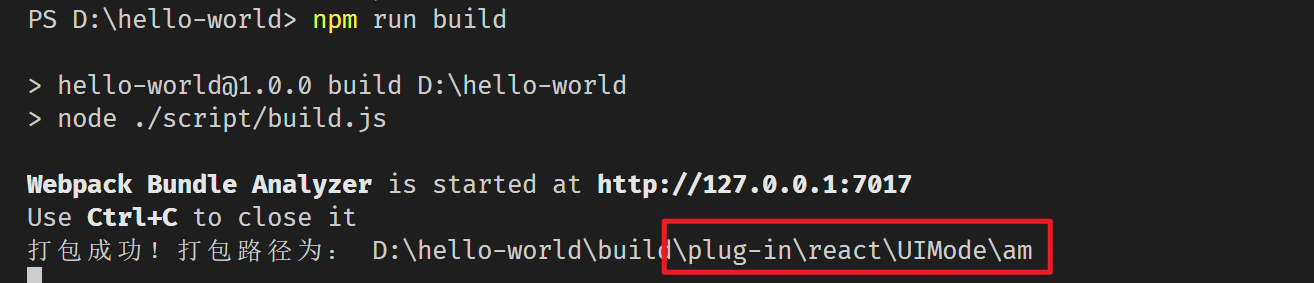 PS D:\hello-world> npm run build
> hello-world@1.0.0 build D:\hello-world
> node ./script/build.js
Webpack Bundle Analyzer is started at http://127.0.0.1:7017
Use Ctrl+C to close it
打包成功！打包路径为： D:\hello-world\build\plug-in\react\UIMode\am